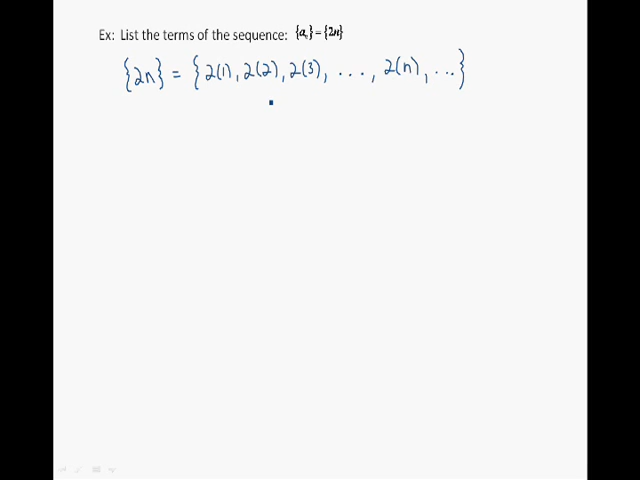 Ex: List the terms of the sequence: {aₙ} = {2n}
{2n} = {2(1), 2(2), 2(3), ..., 2(n), ...}